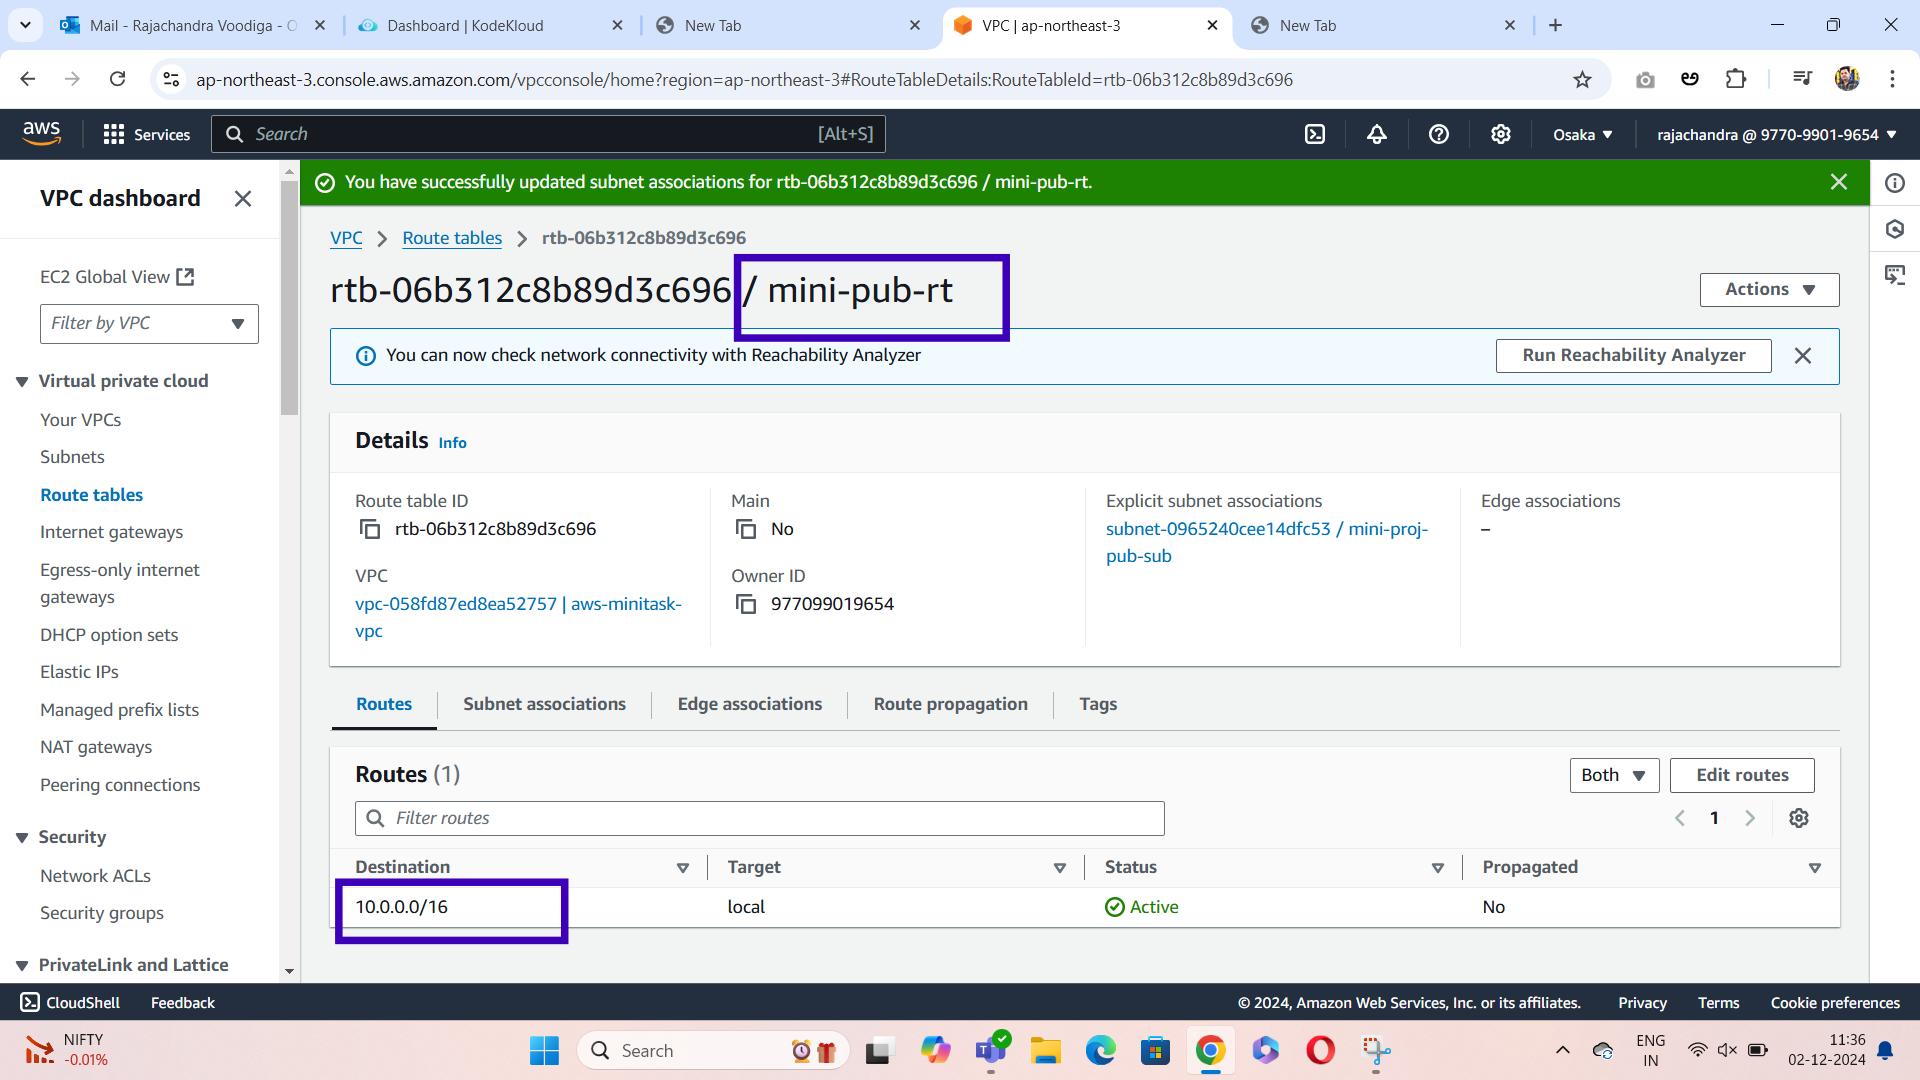 Mail - Rajachandra Voodiga - O
Dashboard | KodeKloud
New Tab
VPC | ap-northeast-3
New Tab
ap-northeast-3.console.aws.amazon.com/vpcconsole/home?region=ap-northeast-3#RouteTableDetails:RouteTableId=rtb-06b312c8b89d3c696
aws
Services
Search
[Alt+S]
Osaka
rajachandra @ 9770-9901-9654
VPC dashboard
EC2 Global View
Filter by VPC
Virtual private cloud
Your VPCs
Subnets
Route tables
Internet gateways
Egress-only internet
gateways
DHCP option sets
Elastic IPs
Managed prefix lists
NAT gateways
Peering connections
Security
Network ACLs
Security groups
PrivateLink and Lattice
You have successfully updated subnet associations for rtb-06b312c8b89d3c696 / mini-pub-rt.
VPC
Route tables
rtb-06b312c8b89d3c696
rtb-06b312c8b89d3c696 / mini-pub-rt
Actions
You can now check network connectivity with Reachability Analyzer
Run Reachability Analyzer
Details Info
Route table ID
rtb-06b312c8b89d3c696
Main
No
Explicit subnet associations
subnet-0965240cee14dfc53 / mini-proj-
pub-sub
Edge associations
–
VPC
vpc-058fd87ed8ea52757 | aws-minitask-
vpc
Owner ID
977099019654
Routes
Subnet associations
Edge associations
Route propagation
Tags
Routes (1)
Both
Edit routes
Filter routes
1
Destination
Target
Status
Propagated
10.0.0.0/16
local
Active
No
CloudShell
Feedback
© 2024, Amazon Web Services, Inc. or its affiliates.
Privacy
Terms
Cookie preferences
NIFTY
-0.01%
Search
ENG
IN
11:36
02-12-2024